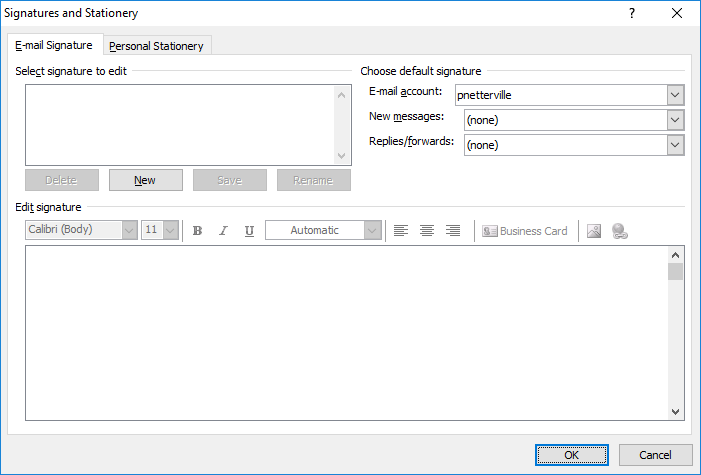 Signatures and Stationery ?
E-mail Signature Personal Stationery
Select signature to edit
Choose default signature
E-mail account: pnetterville
New messages: (none)
Replies/forwards: (none)
Delete New Save Rename
Edit signature
Calibri (Body) 11 B I U Automatic Business Card
OK Cancel